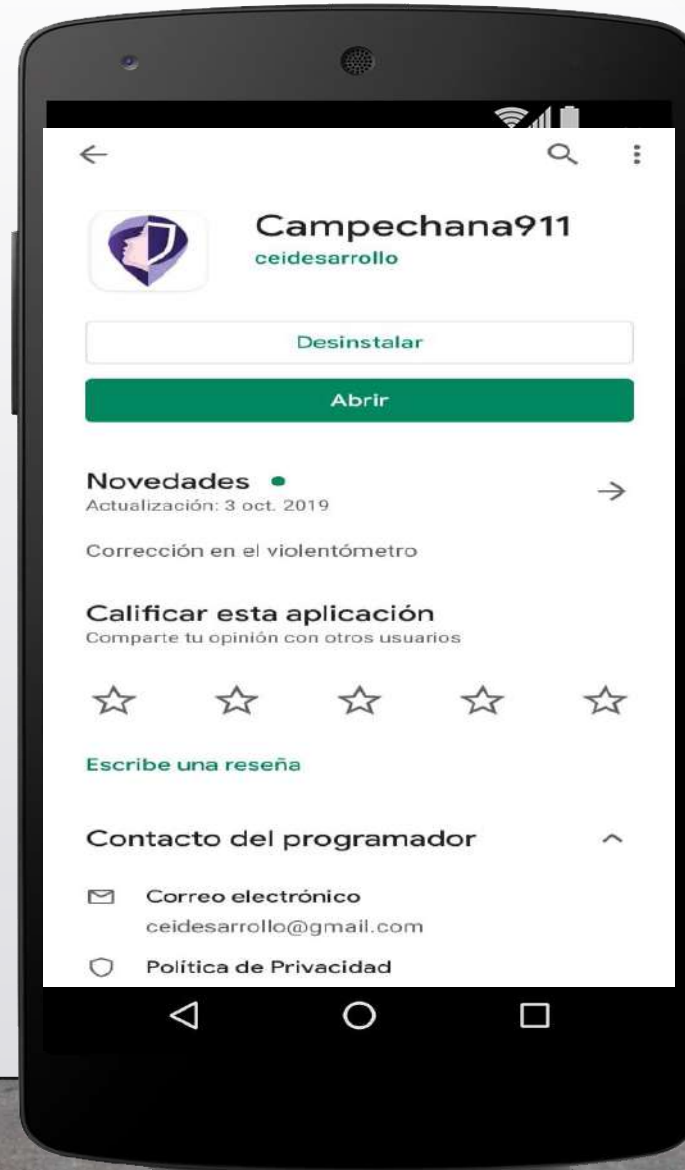 Campechana911
ceidesarrollo
Desinstalar
Abrir
Novedades
Actualización: 3 oct. 2019
Corrección en el violentómetro
Calificar esta aplicación
Comparte tu opinión con otros usuarios
Escribe una reseña
Contacto del programador
Correo electrónico
ceidesarrollo@gmail.com
Política de Privacidad